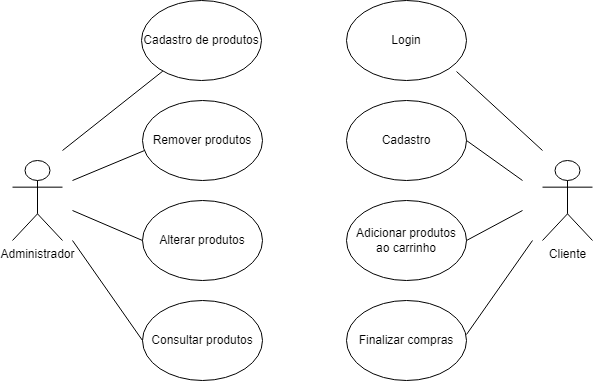 Cadastro de produtos
Login
Remover produtos
Cadastro
Alterar produtos
Adicionar produtos
ao carrinho
Administrador
Cliente
Consultar produtos
Finalizar compras